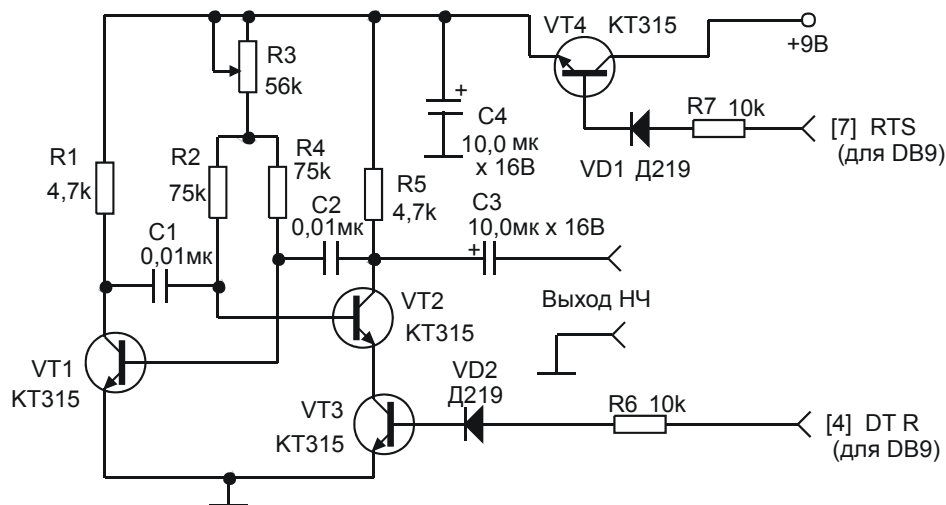 VT4
КТ315
+9В
R3
56k
+
C4
10,0 мк
х 16В
R7 10k
[7] RTS
(для DB9)
VD1 Д219
R1
4,7k
R2
75k
R4
75k
R5
4,7k
C1
0,01мк
C2
0,01мк
C3
10,0мк х 16В
+
VT2
КТ315
Выход НЧ
VT1
КТ315
VT3
КТ315
VD2
Д219
R6 10k
[4] DT R
(для DB9)